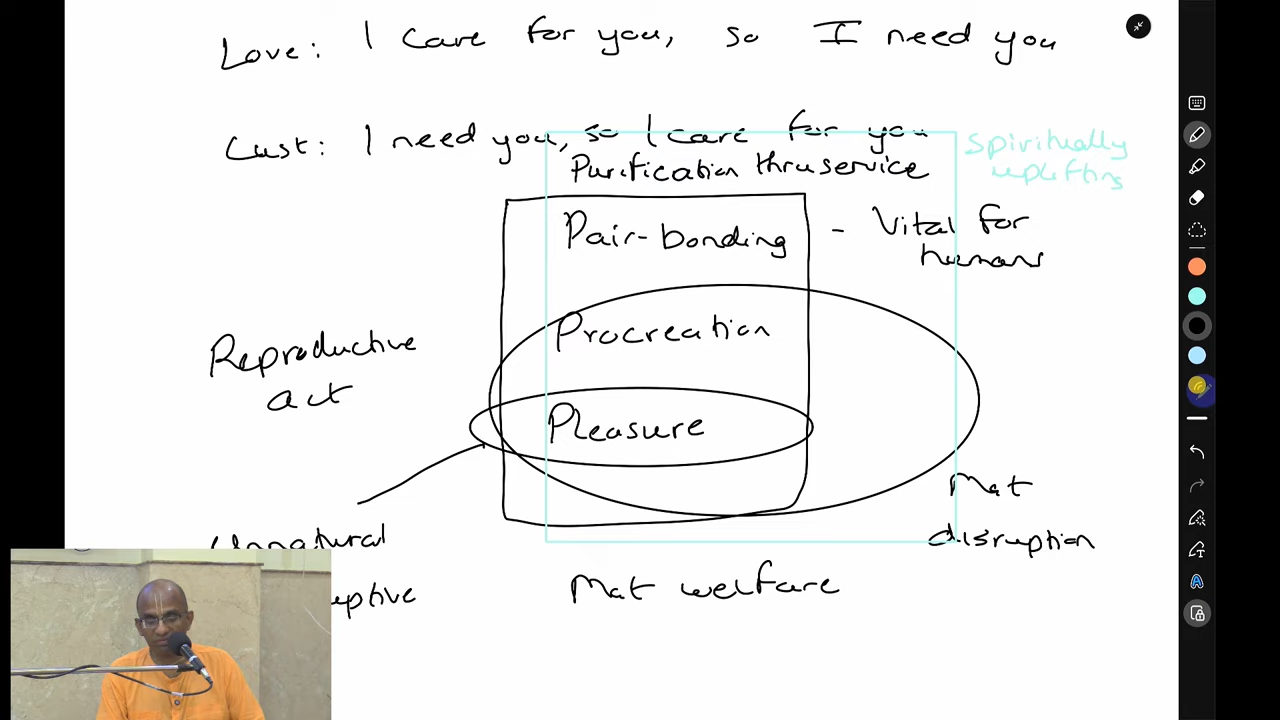 Love: I care for you, so I need you
Lust: I need you, so I care for you
Spiritually
uplifting
Purification thru service
Pair-bonding - Vital for
humans
Procreation
Reproductive
act
Pleasure
Mat
disruption
Unnatural
Mat welfare